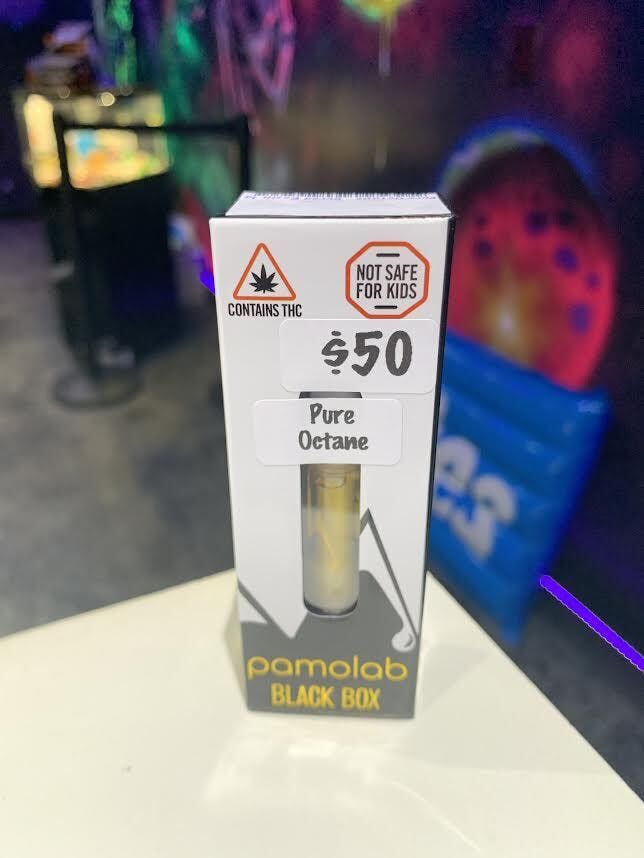 CONTAINS THC
NOT SAFE
FOR KIDS
$50
Pure
Octane
pamolab
BLACK BOX